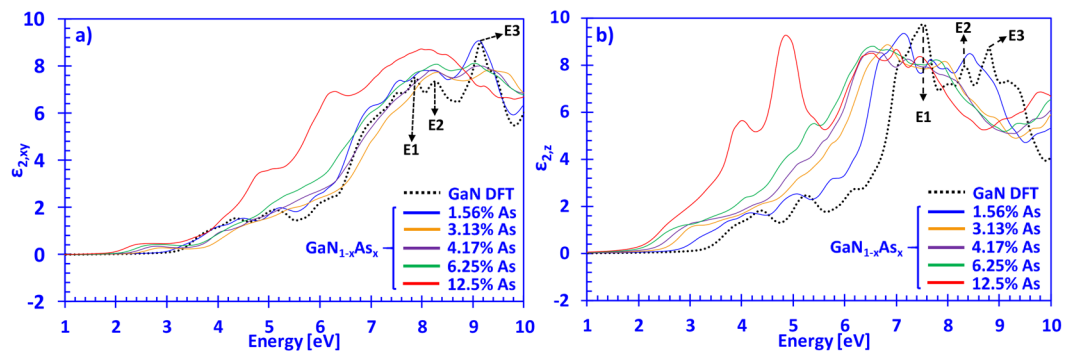 a)
ε2,xy
10
8
6
4
2
0
-2
1 2 3 4 5 6 7 8 9 10
Energy [eV]
E1
E2
E3
GaN DFT
1.56% As
3.13% As
4.17% As
6.25% As
12.5% As
GaN1-xAsx
b)
ε2,z
10
8
6
4
2
0
-2
1 2 3 4 5 6 7 8 9 10
Energy [eV]
E1
E2
E3
GaN DFT
1.56% As
3.13% As
4.17% As
6.25% As
12.5% As
GaN1-xAsx